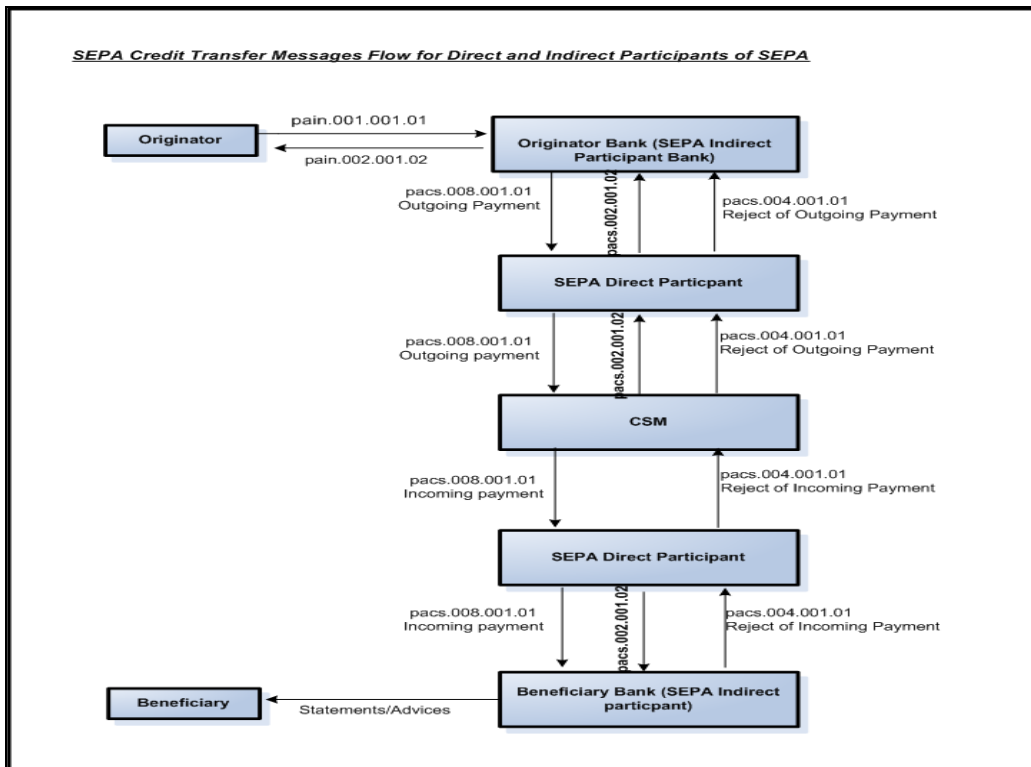 SEPA Credit Transfer Messages Flow for Direct and Indirect Participants of SEPA
pain.001.001.01
Originator
Originator Bank (SEPA Indirect
Participant Bank)
pain.002.001.02
pacs.008.001.01
Outgoing Payment
pacs.002.001.02
pacs.004.001.01
Reject of Outgoing Payment
SEPA Direct Particpant
pacs.008.001.01
Outgoing payment
pacs.002.001.02
pacs.004.001.01
Reject of Outgoing Payment
CSM
pacs.008.001.01
Incoming payment
pacs.004.001.01
Reject of Incoming Payment
SEPA Direct Participant
pacs.008.001.01
Incoming payment
pacs.002.001.02
pacs.004.001.01
Reject of Incoming Payment
Beneficiary Bank (SEPA Indirect
particpant)
Beneficiary
Statements/Advices